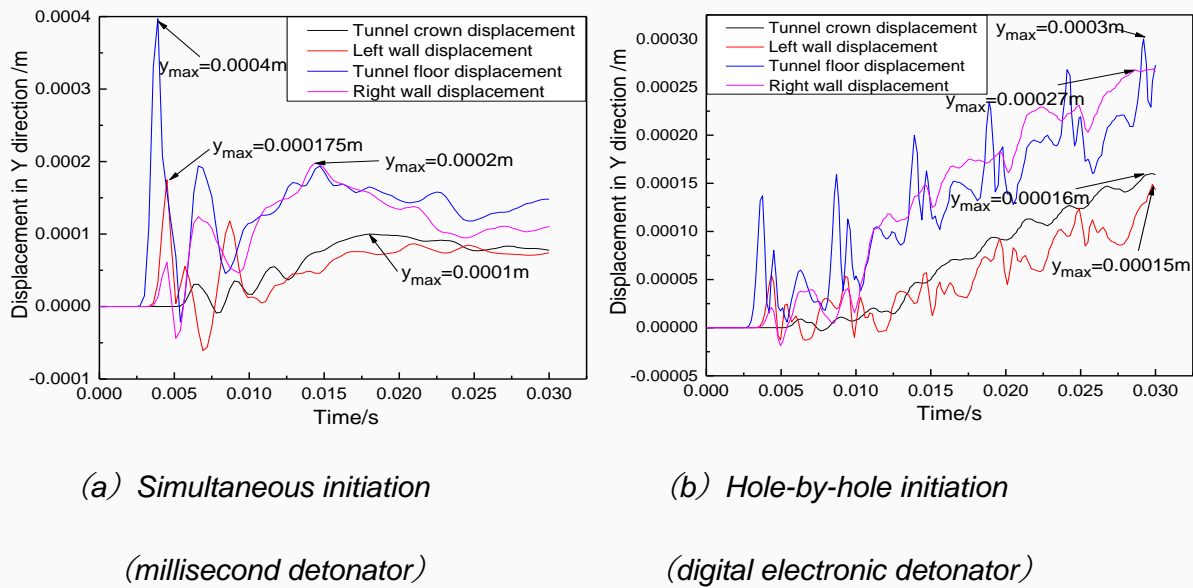 Tunnel crown displacement
Left wall displacement
Tunnel floor displacement
Right wall displacement
ymax=0.0004m
ymax=0.000175m
ymax=0.0002m
ymax=0.0001m
0.0004
0.0003
0.0002
0.0001
0.0000
-0.0001
Displacement in Y direction /m
0.000 0.005 0.010 0.015 0.020 0.025 0.030
Time/s
Tunnel crown displacement
Left wall displacement
Tunnel floor displacement
Right wall displacement
ymax=0.0003m
ymax=0.00027m
ymax=0.00016m
ymax=0.00015m
0.00030
0.00025
0.00020
0.00015
0.00010
0.00005
0.00000
-0.00005
Displacement in Y direction /m
0.000 0.005 0.010 0.015 0.020 0.025 0.030
Time/s
（a）Simultaneous initiation
（millisecond detonator）
（b）Hole-by-hole initiation
（digital electronic detonator）